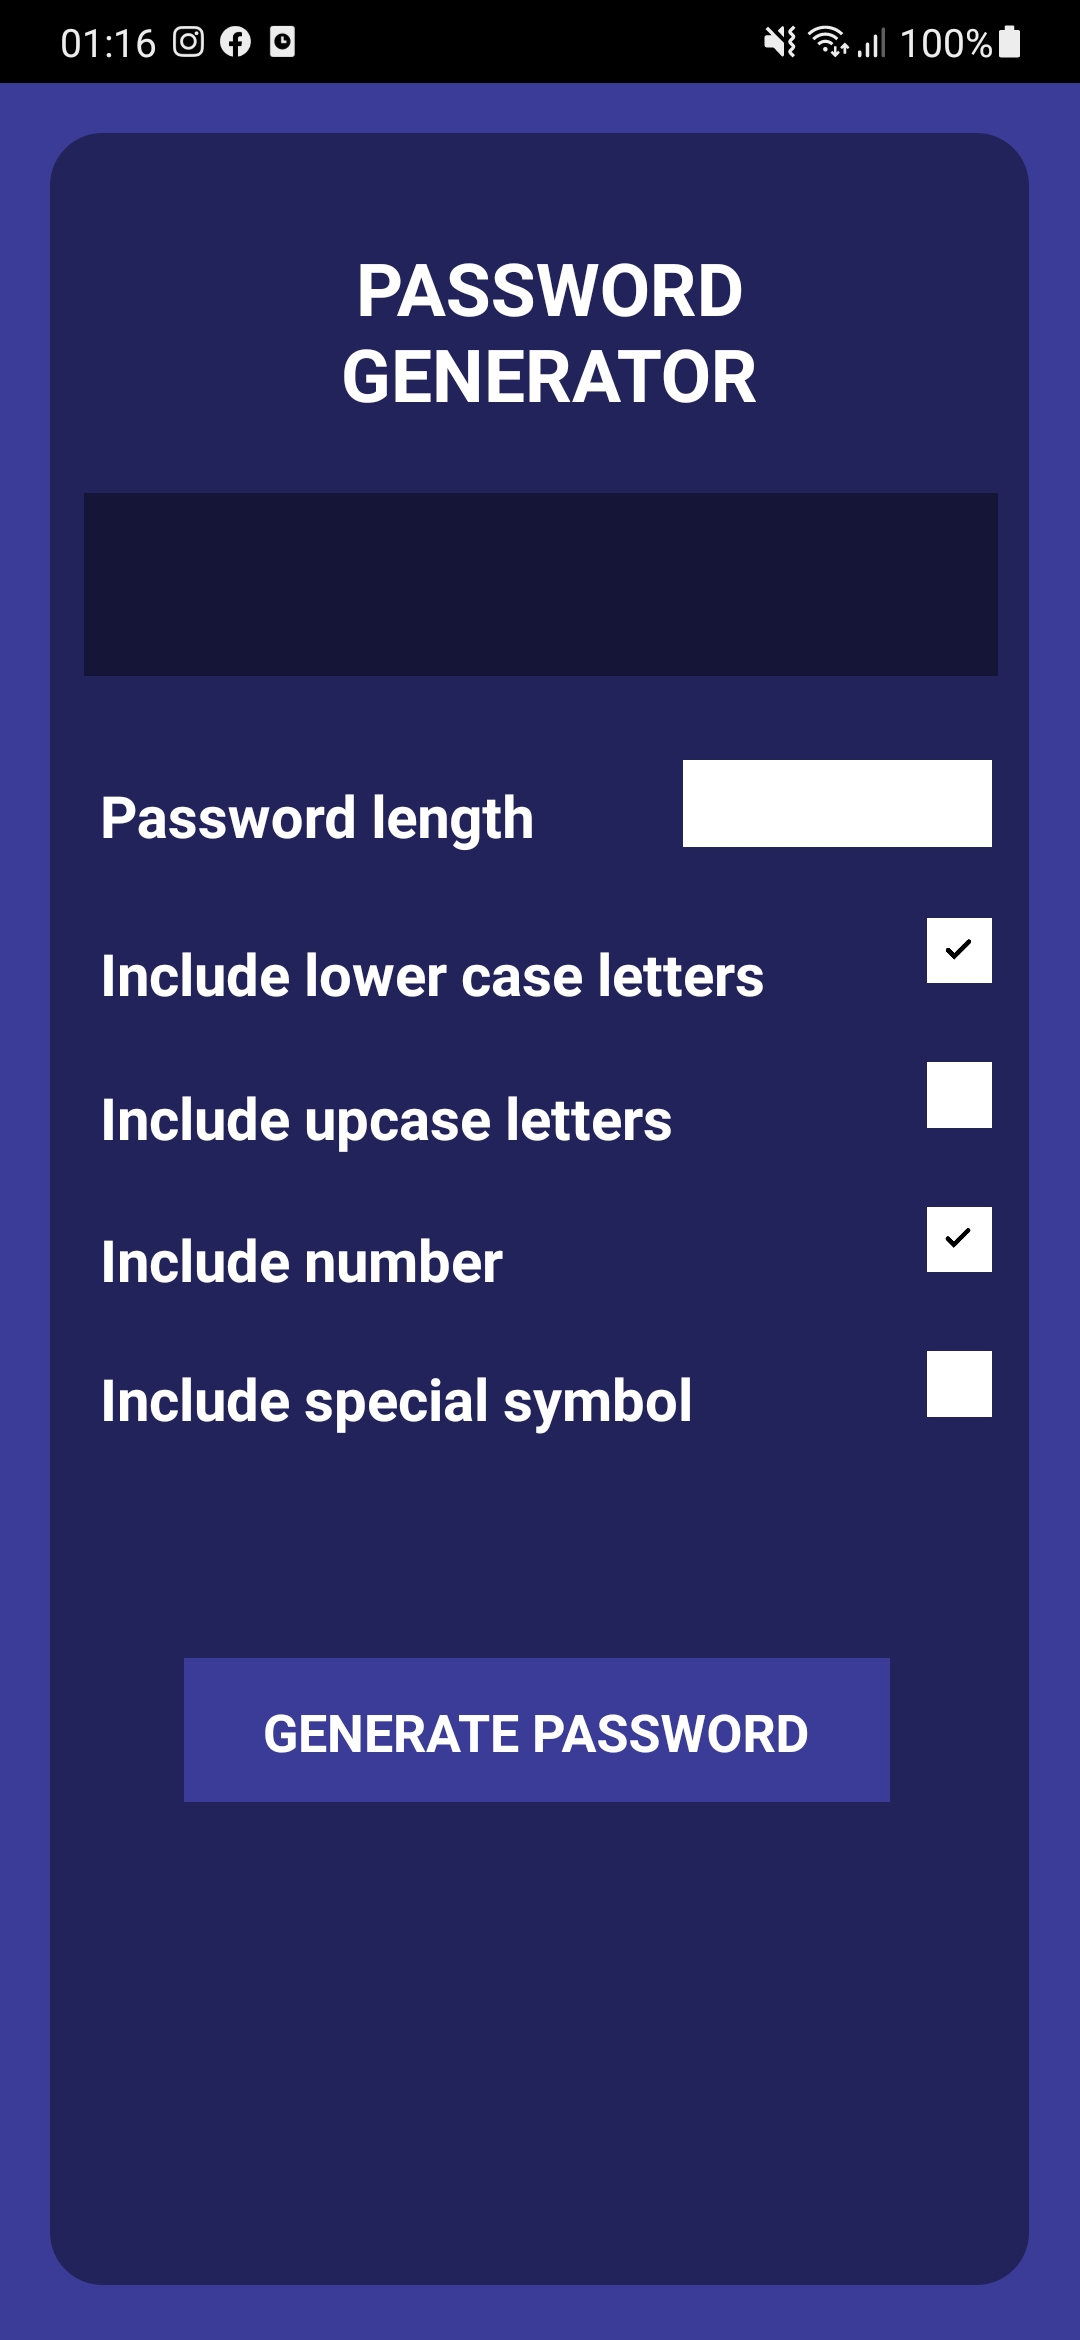 01:16 100%
PASSWORD
GENERATOR
Password length
Include lower case letters
Include upcase letters
Include number
Include special symbol
GENERATE PASSWORD